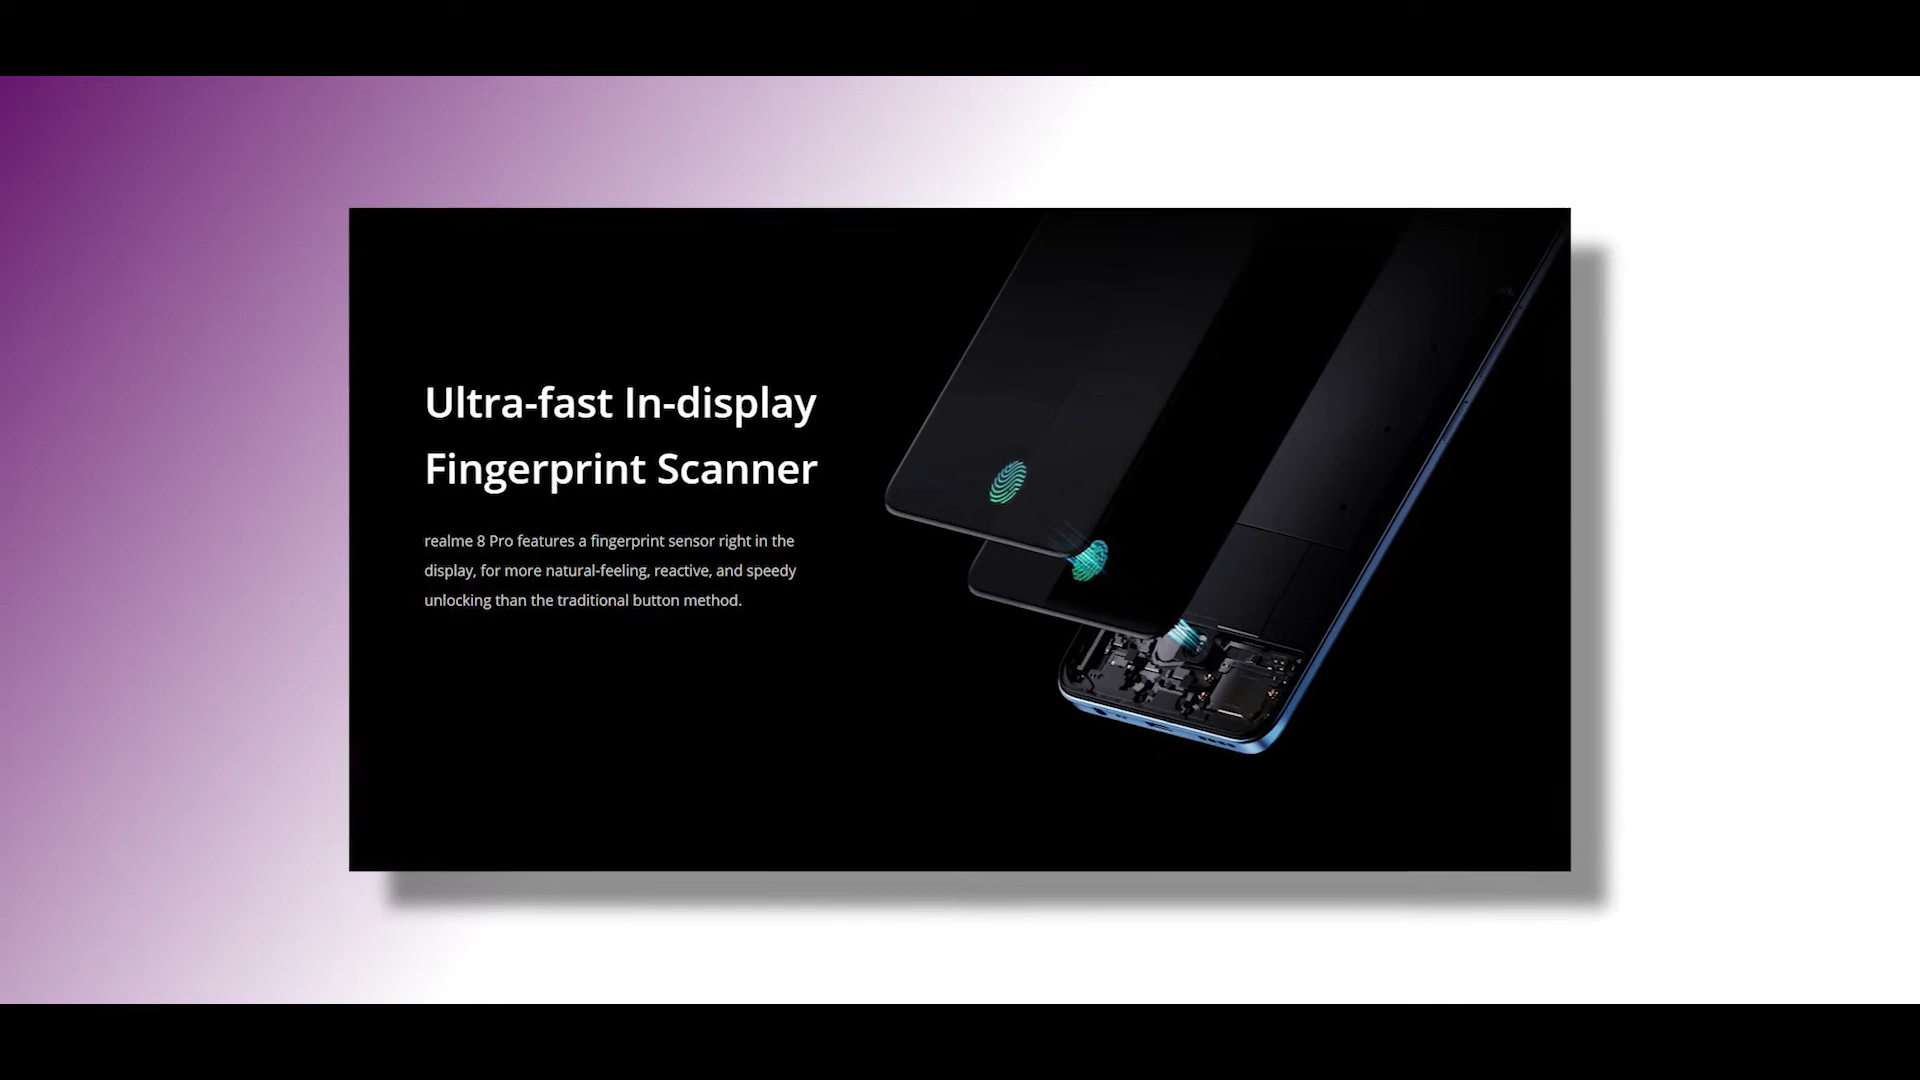 Ultra-fast In-display
Fingerprint Scanner
realme 8 Pro features a fingerprint sensor right in the
display, for more natural-feeling, reactive, and speedy
unlocking than the traditional button method.